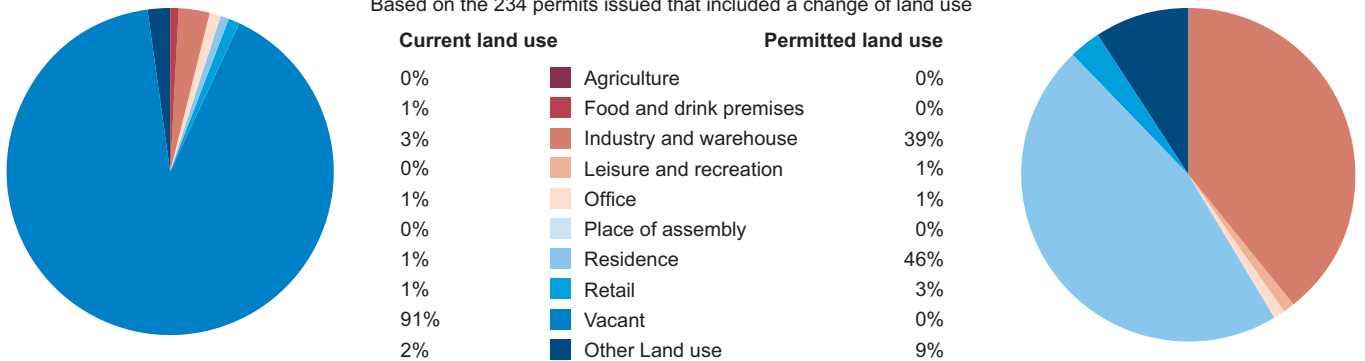 Based on the 234 permits issued that included a change of land use
Current land use Permitted land use
0% Agriculture 0%
1% Food and drink premises 0%
3% Industry and warehouse 39%
0% Leisure and recreation 1%
1% Office 1%
0% Place of assembly 0%
1% Residence 46%
1% Retail 3%
91% Vacant 0%
2% Other Land use 9%